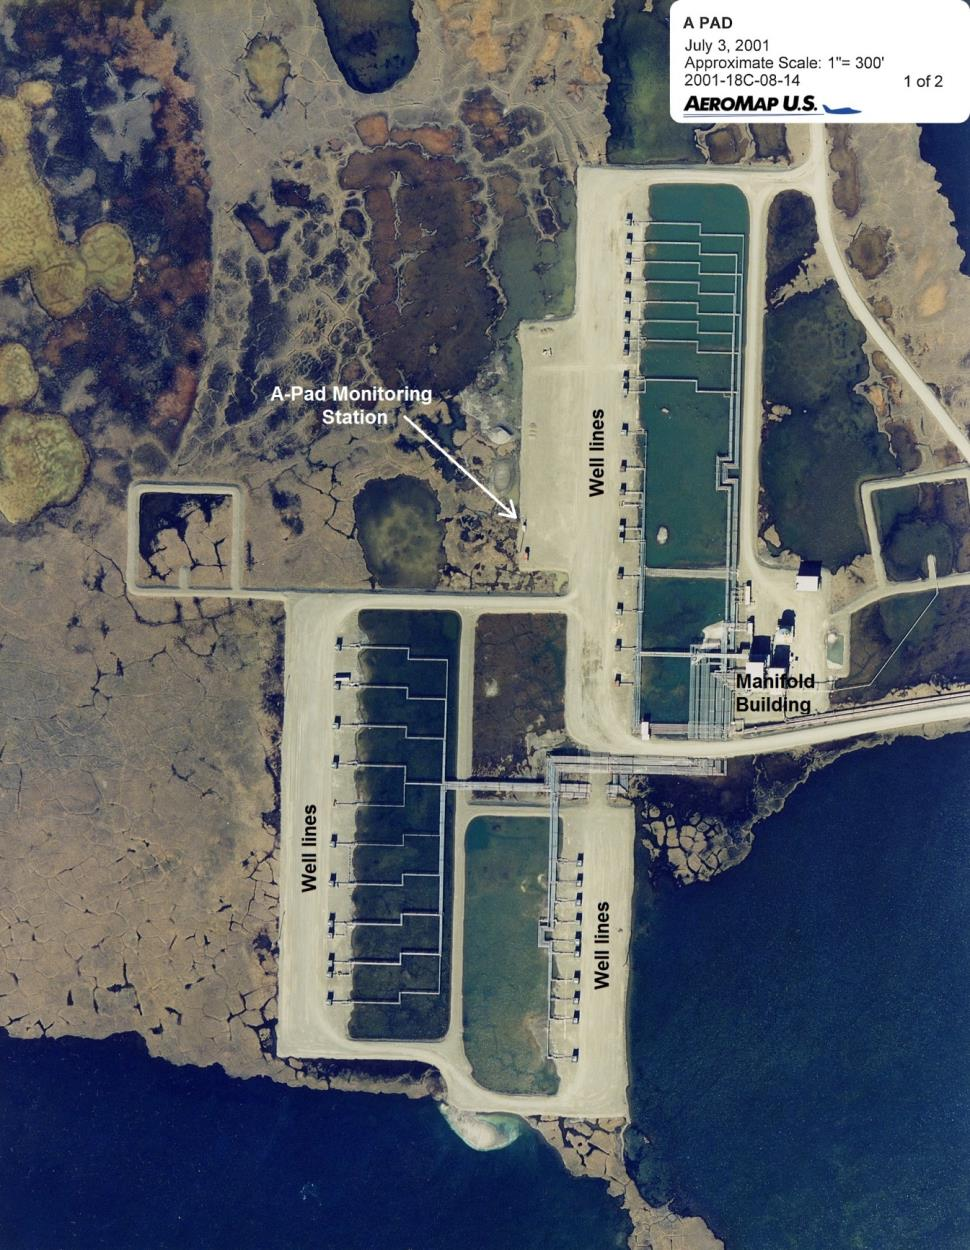 A PAD
July 3, 2001
Approximate Scale: 1"= 300'
2001-18C-08-14
1 of 2
AEROMAP U.S.
A-Pad Monitoring
Station
Well lines
Manifold
Building
Well lines
Well lines